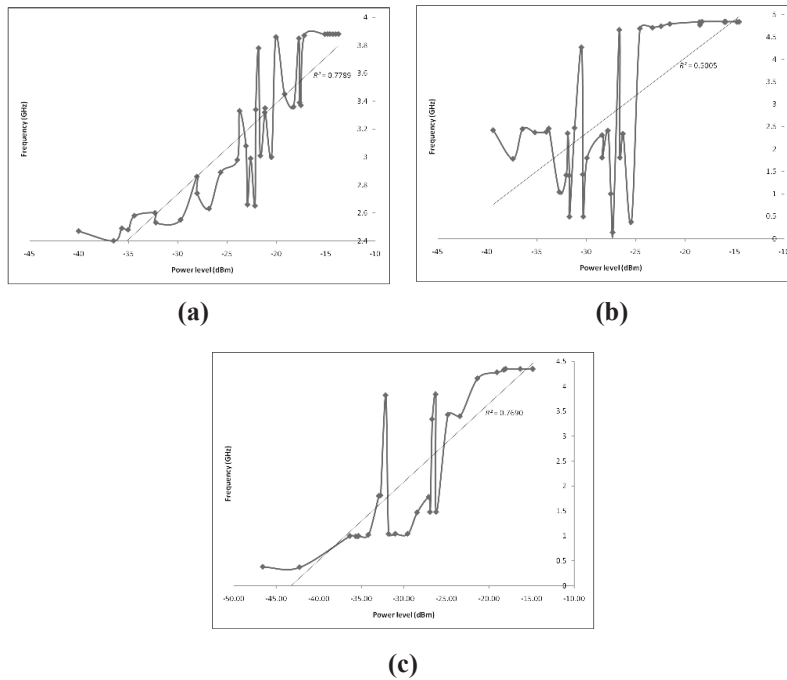 4
3.8
R² = 0.7789
3.6
3.4
3.2
3
2.8
2.6
2.4
Frequency (GHz)
-45 -40 -35 -30 -25 -20 -15 -10
Power level (dBm)
(a)
5
4.5
4
R² = 0.5005
3.5
3
2.5
2
1.5
1
0.5
0
Frequency (GHz)
-45 -40 -35 -30 -25 -20 -15 -10
Power level (dBm)
(b)
4.5
4
R² = 0.7690
3.5
3
2.5
2
1.5
1
0.5
0
Frequency (GHz)
-50.00 -45.00 -40.00 -35.00 -30.00 -25.00 -20.00 -15.00 -10.00
Power level (dBm)
(c)